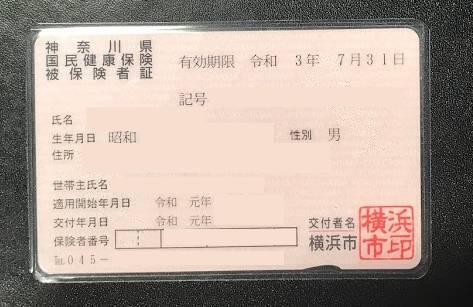 神奈川県
国民健康保険
被保険者証
有効期限 令和 3年 7月31日
記号
氏名
生年月日 昭和 性別 男
住所
世帯主氏名
適用開始年月日 令和 元年
交付年月日 令和 元年
保険者番号
交付者名
横浜市
横浜市印
℡045-